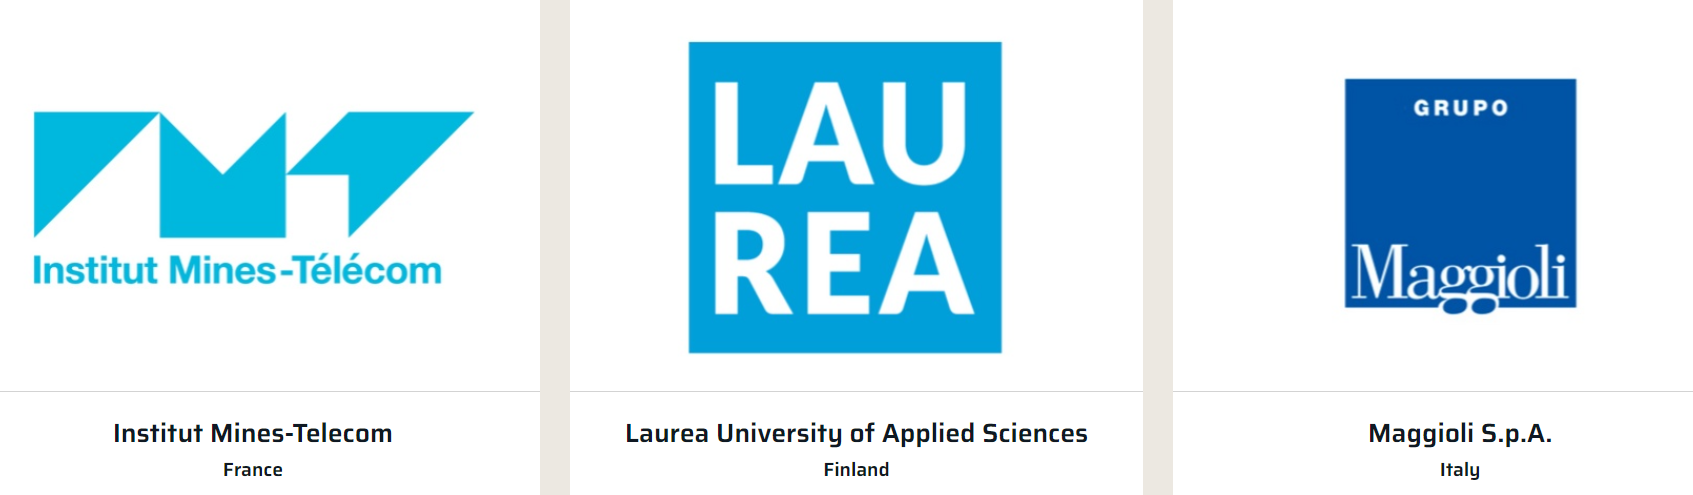 Institut Mines-Télécom
Institut Mines-Telecom
France
LAU
REA
Laurea University of Applied Sciences
Finland
GRUPO
Maggioli
Maggioli S.p.A.
Italy